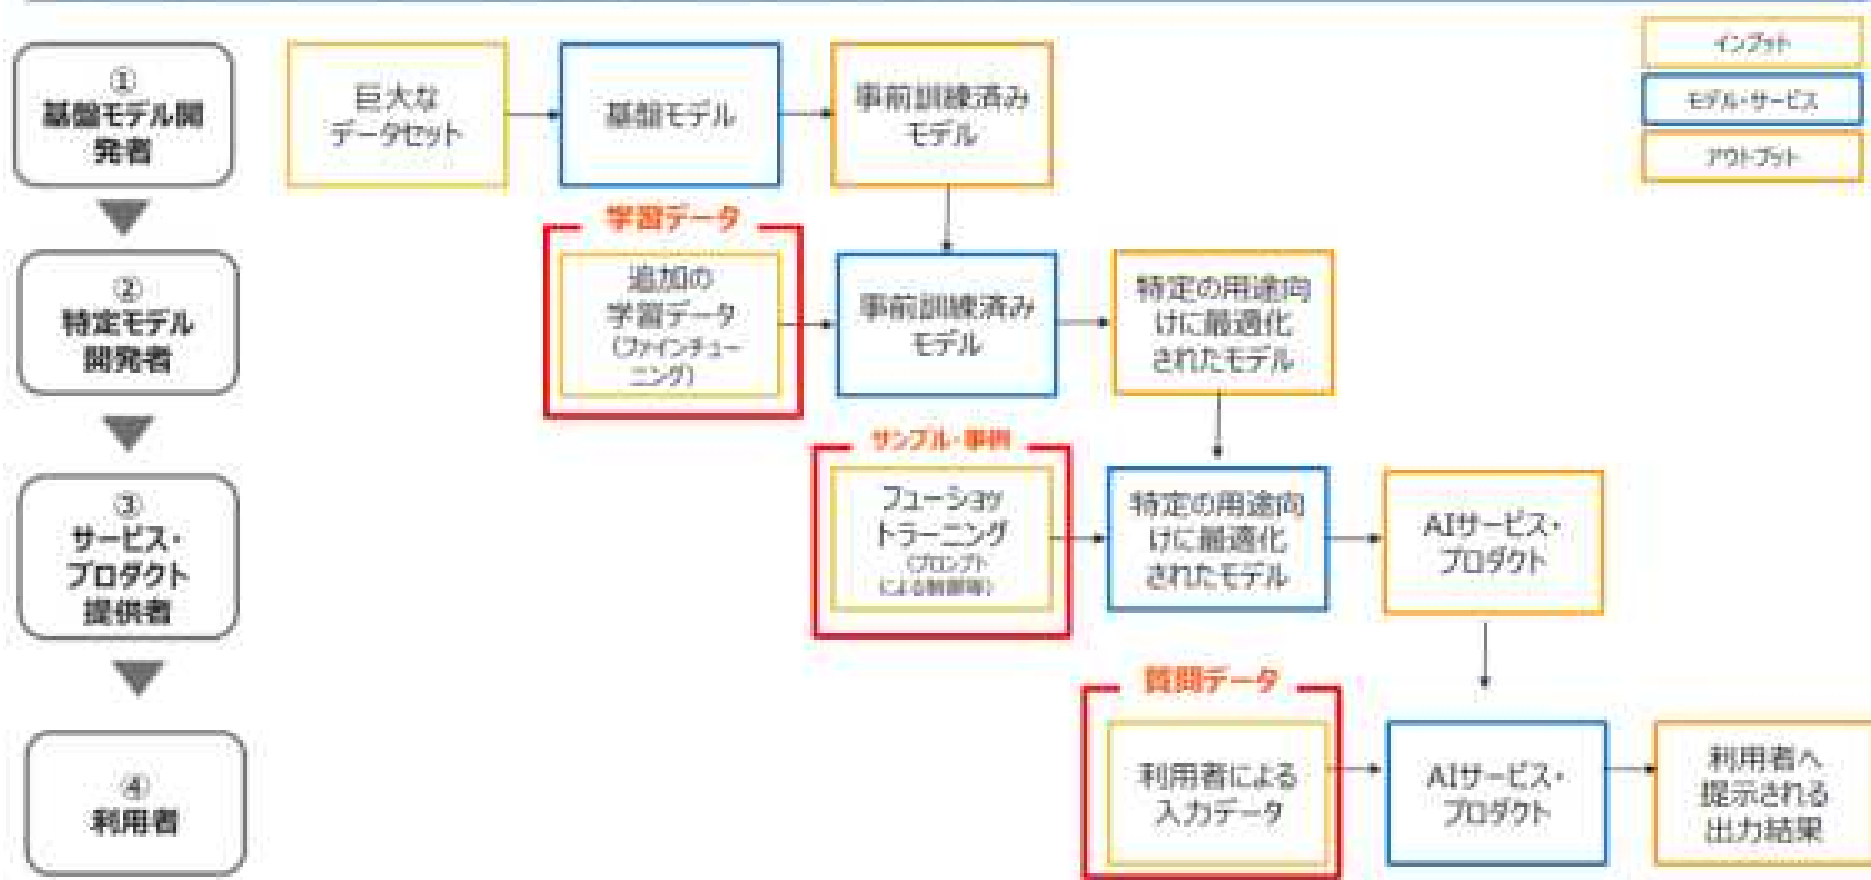 インプット
モデル・サービス
アウトプット
①
基盤モデル開
発者
巨大な
データセット
基盤モデル
事前訓練済み
モデル
②
特定モデル
開発者
学習データ
追加の
学習データ
(ファインチュー
ニング)
事前訓練済み
モデル
特定の用途向
けに最適化
されたモデル
③
サービス・
プロダクト
提供者
サンプル・事例
フューショッ
トラーニング
(プロンプト
による制御等)
特定の用途向
けに最適化
されたモデル
AIサービス・
プロダクト
④
利用者
質問データ
利用者による
入力データ
AIサービス・
プロダクト
利用者へ
提示される
出力結果